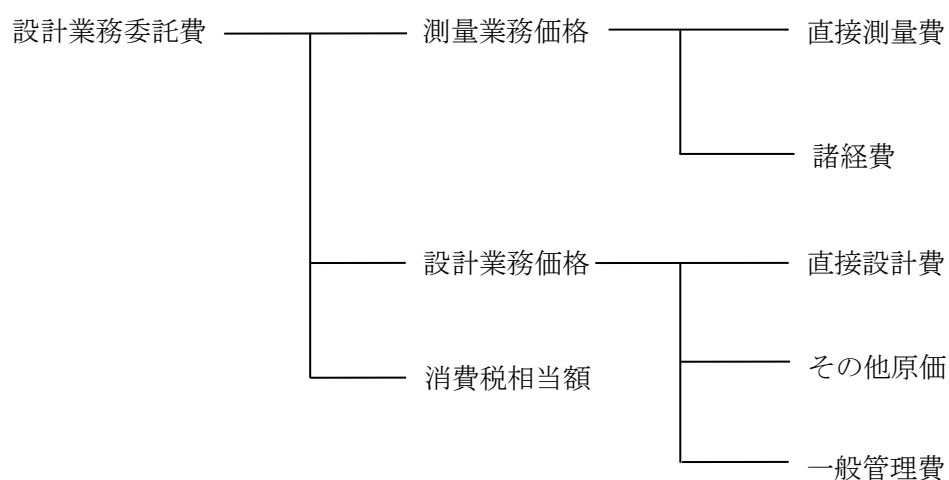 設計業務委託費
測量業務価格
直接測量費
諸経費
設計業務価格
直接設計費
その他原価
消費税相当額
一般管理費